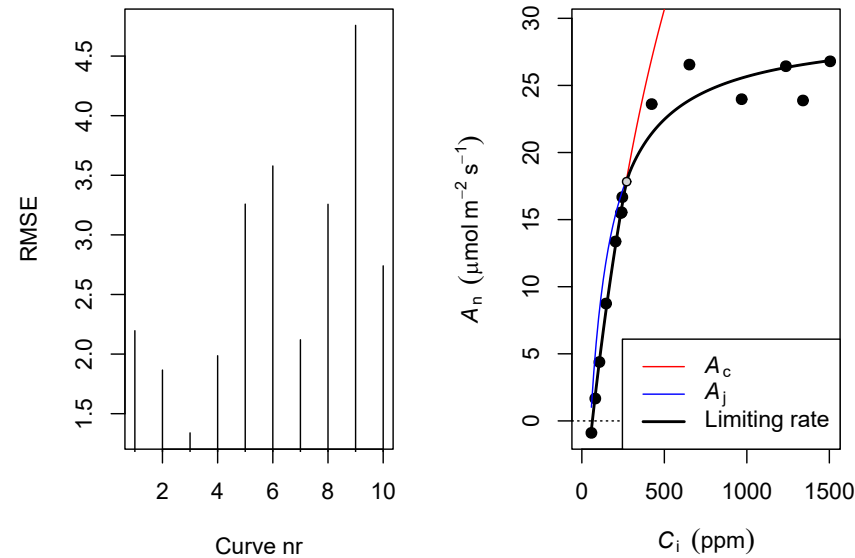 RMSE
4.5
4.0
3.5
3.0
2.5
2.0
1.5
2 4 6 8 10
Curve nr
Aₙ (μmol m⁻² s⁻¹)
30
25
20
15
10
5
0
A_c
A_j
Limiting rate
0 500 1000 1500
Cᵢ (ppm)